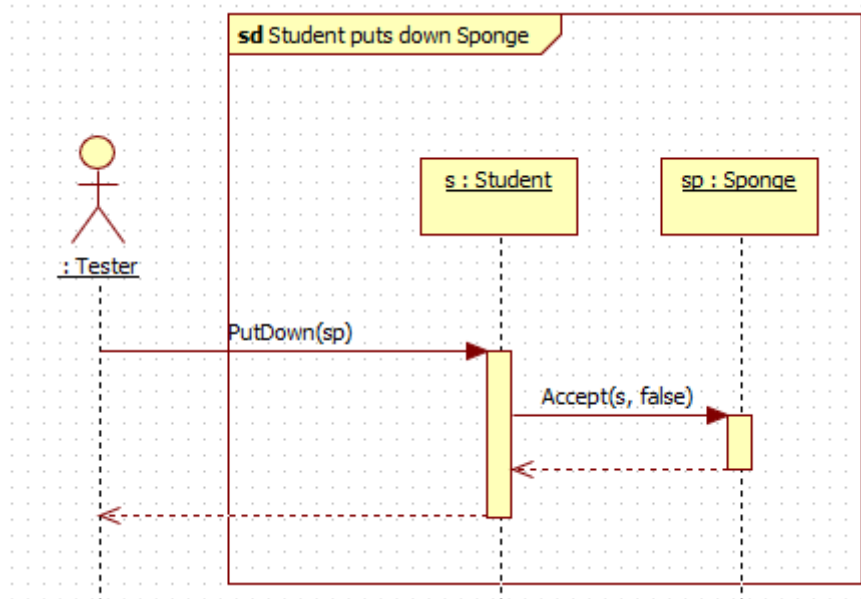 sd Student puts down Sponge
s : Student
sp : Sponge
: Tester
PutDown(sp)
Accept(s, false)